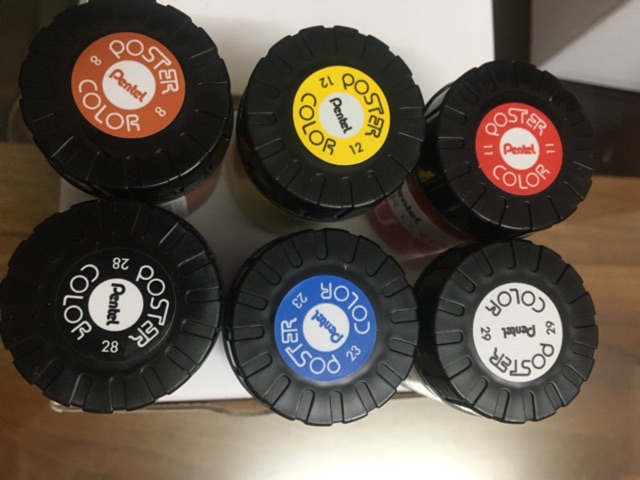 POSTER
8 Pentel 8
COLOR
POSTER
12 Pentel 12
COLOR
POSTER
11 Pentel 11
COLOR
POSTER
28 Pentel 28
COLOR
POSTER
23 Pentel 23
COLOR
POSTER
29 Pentel 29
COLOR